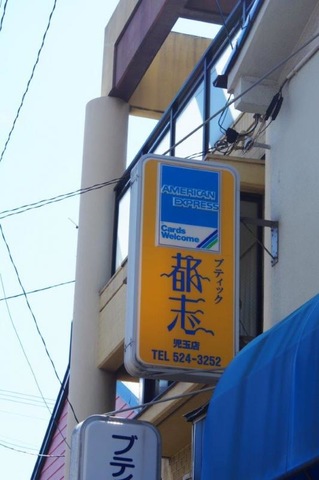 AMERICAN
EXPRESS
Cards
Welcome
ブティック
都志
児玉店
TEL 524-3252
ブティ